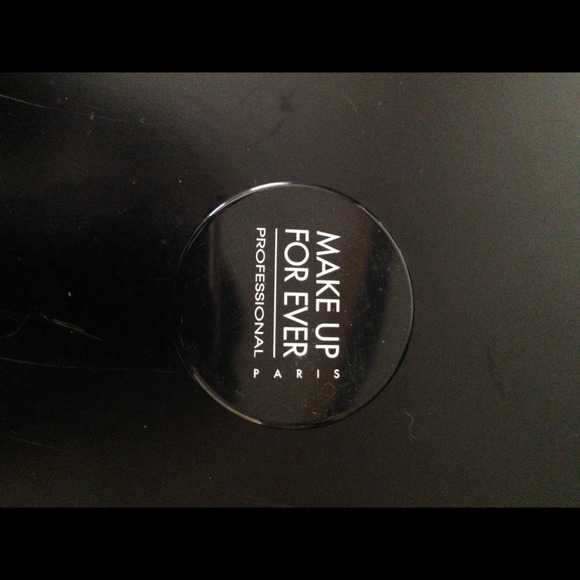 MAKE UP
FOR EVER
PROFESSIONAL
PARIS